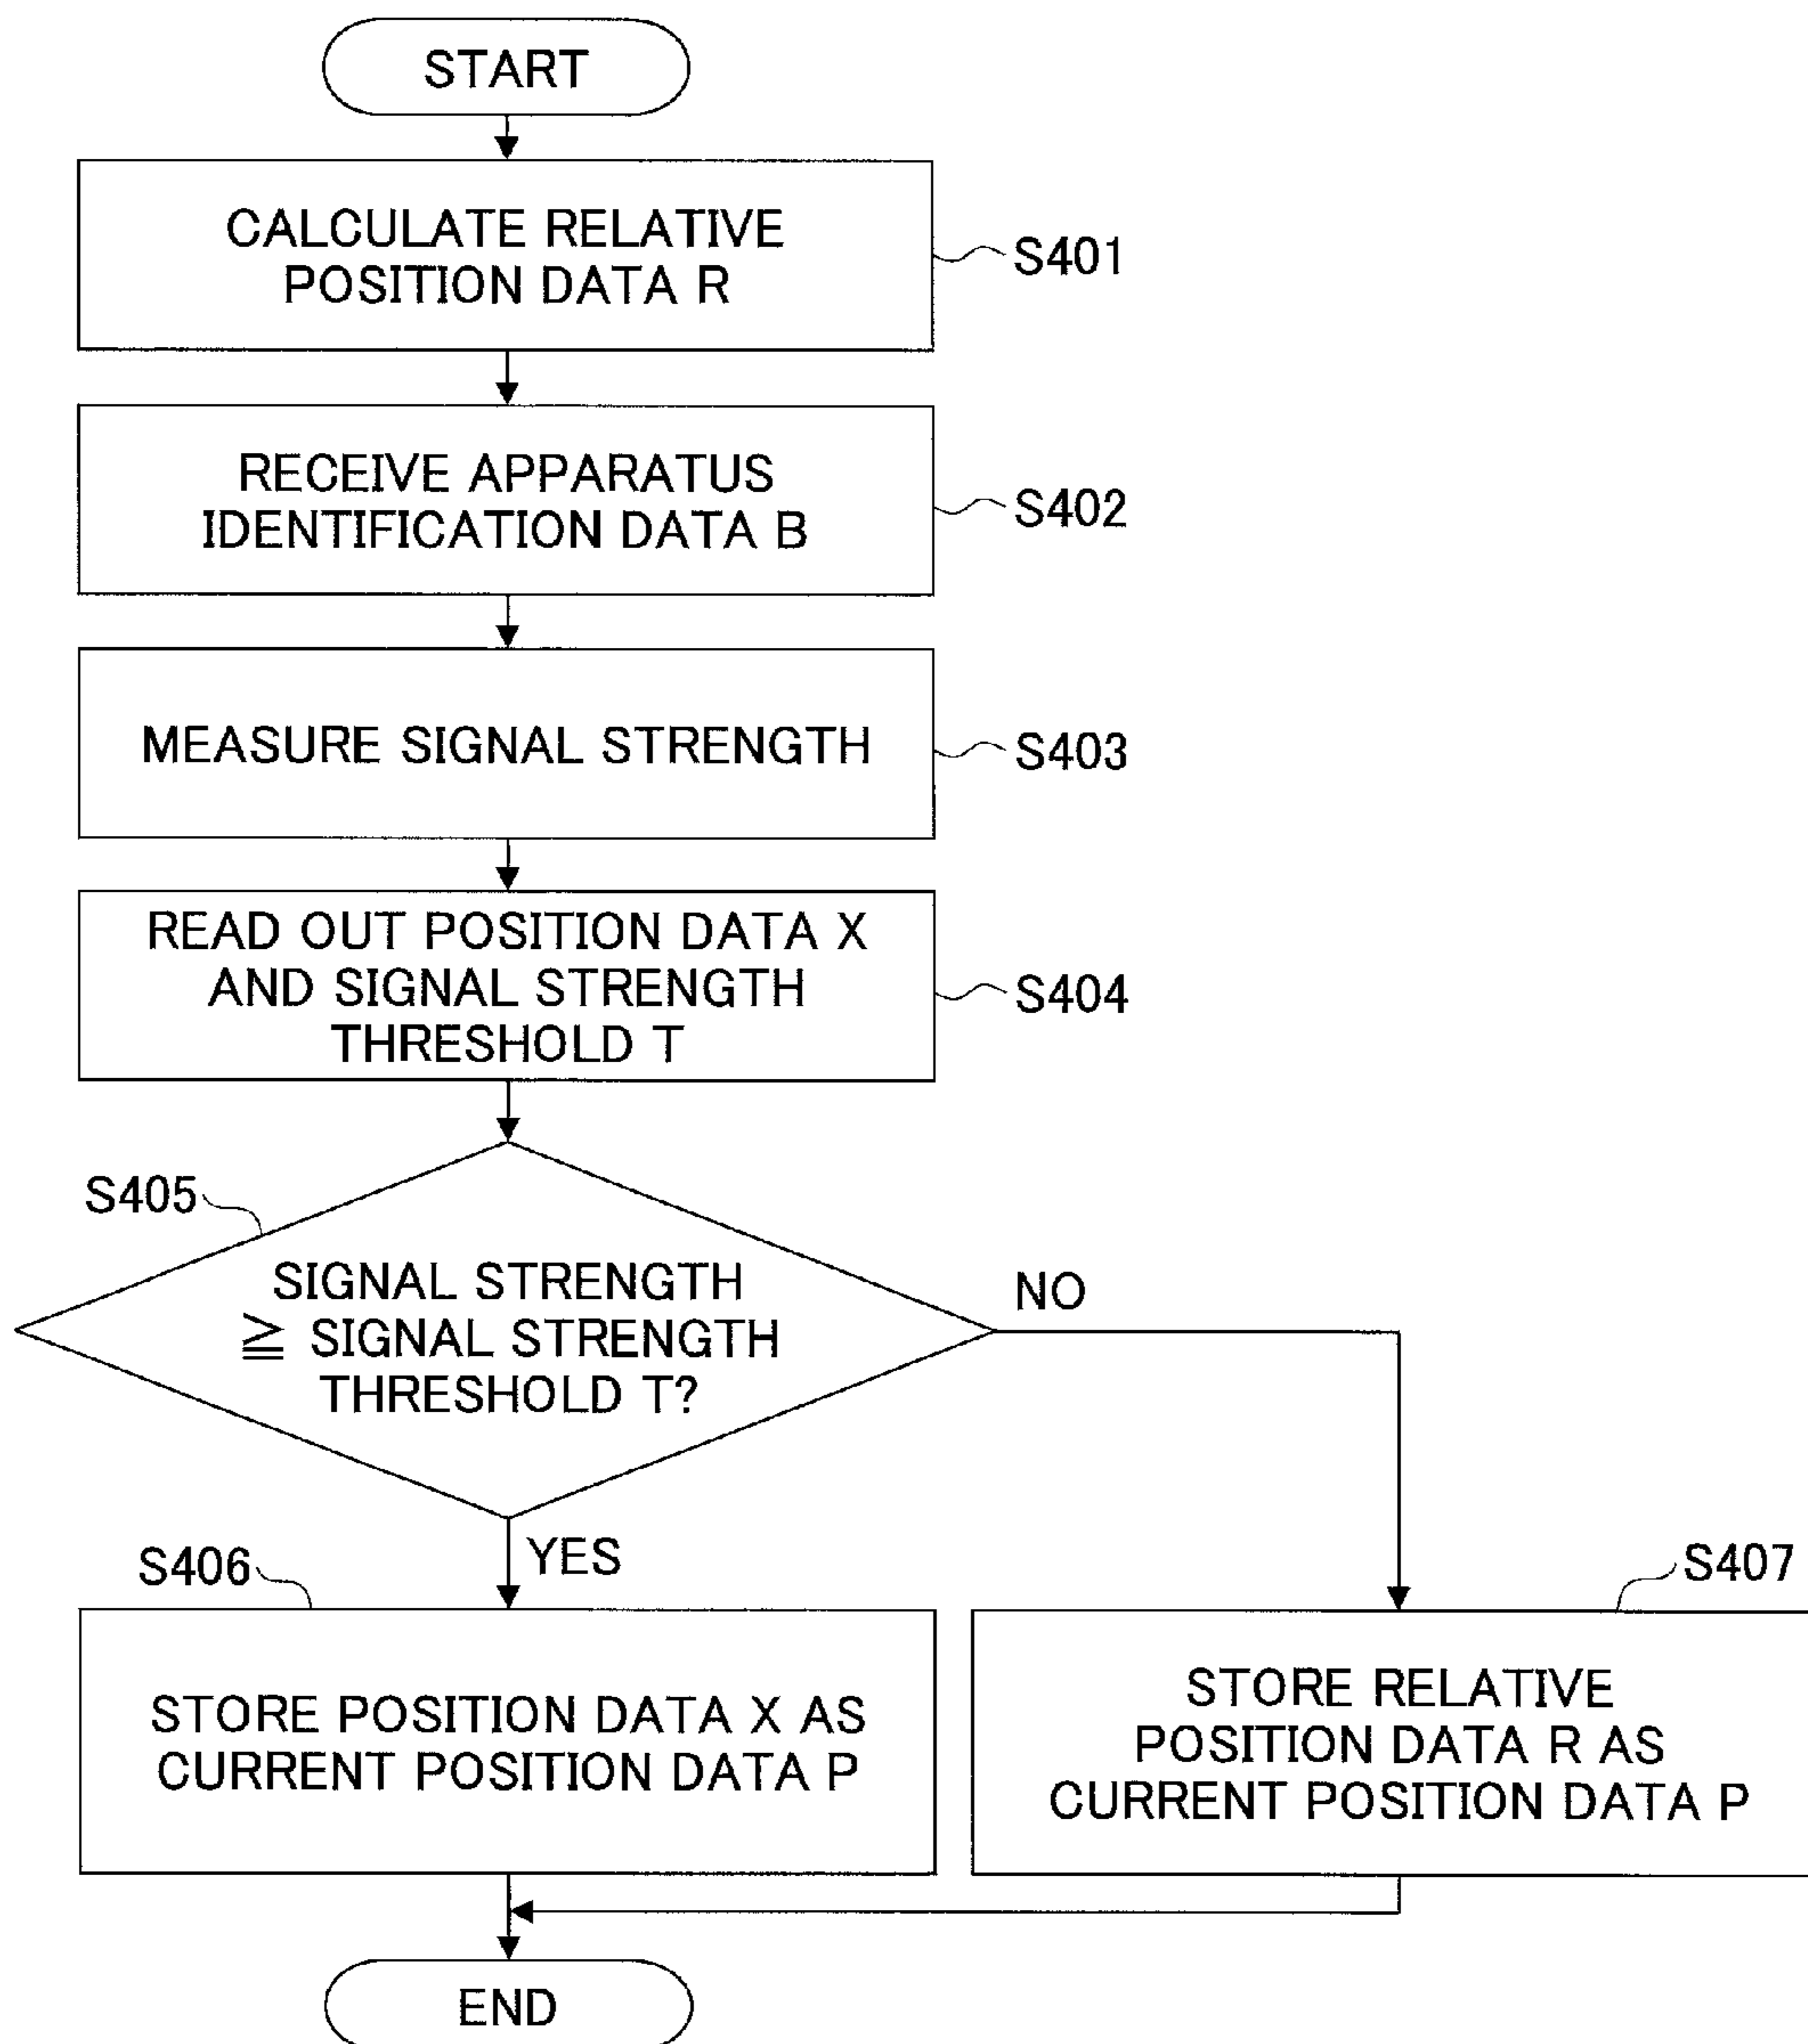 START
CALCULATE RELATIVE
POSITION DATA R
S401
RECEIVE APPARATUS
IDENTIFICATION DATA B
S402
MEASURE SIGNAL STRENGTH
S403
READ OUT POSITION DATA X
AND SIGNAL STRENGTH
THRESHOLD T
S404
S405
SIGNAL STRENGTH
≧ SIGNAL STRENGTH
THRESHOLD T?
NO
YES
S406
STORE POSITION DATA X AS
CURRENT POSITION DATA P
S407
STORE RELATIVE
POSITION DATA R AS
CURRENT POSITION DATA P
END